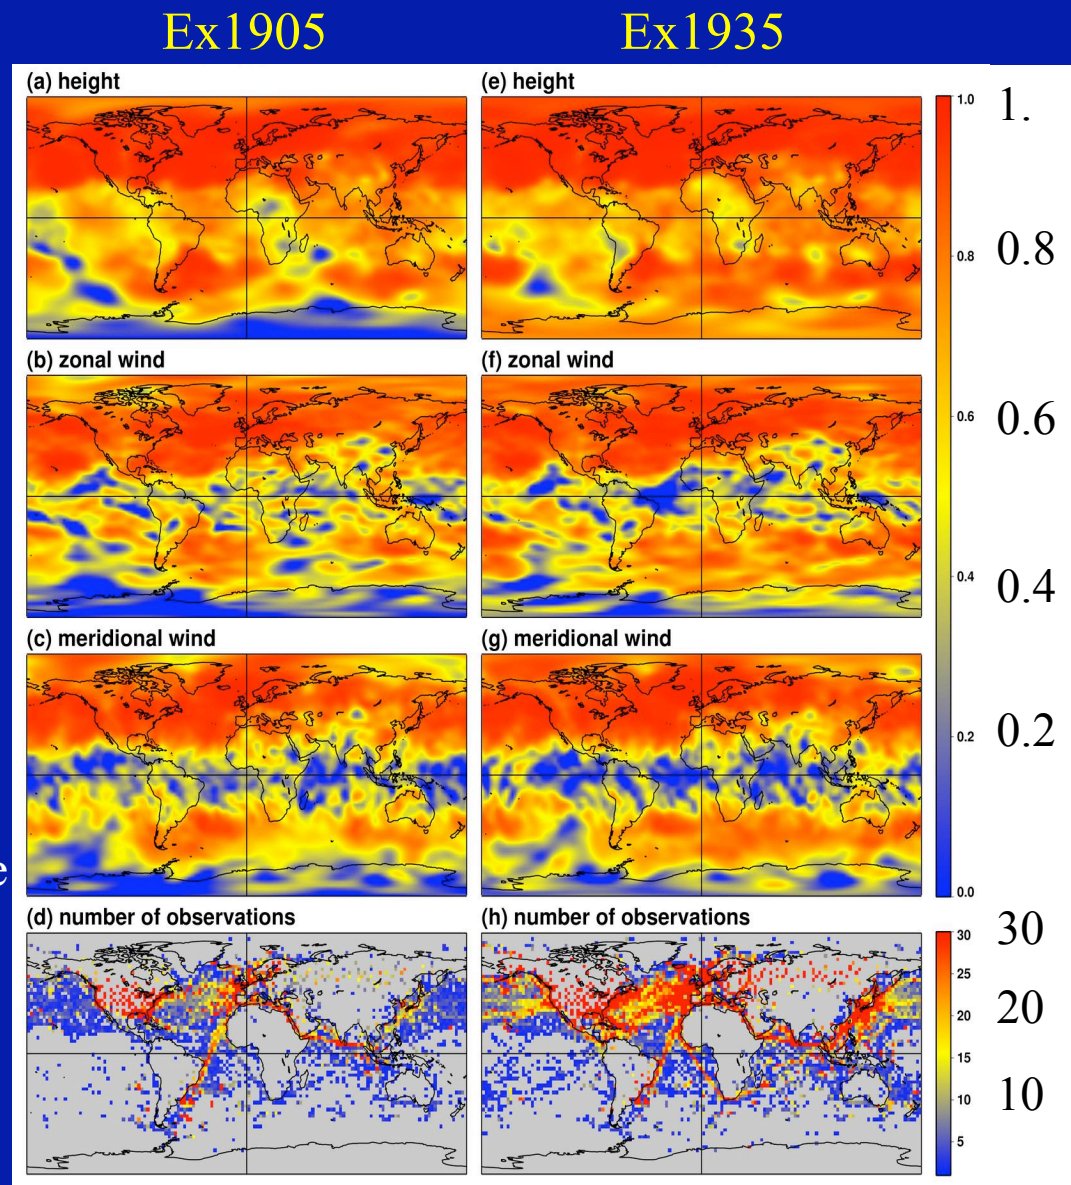 Ex1905 Ex1935
(a) height (e) height
1.0 1.
0.8 0.8
0.6 0.6
0.4 0.4
0.2 0.2
0.0
(b) zonal wind (f) zonal wind
(c) meridional wind (g) meridional wind
e
(d) number of observations (h) number of observations
30 30
25
20 20
15
10 10
5